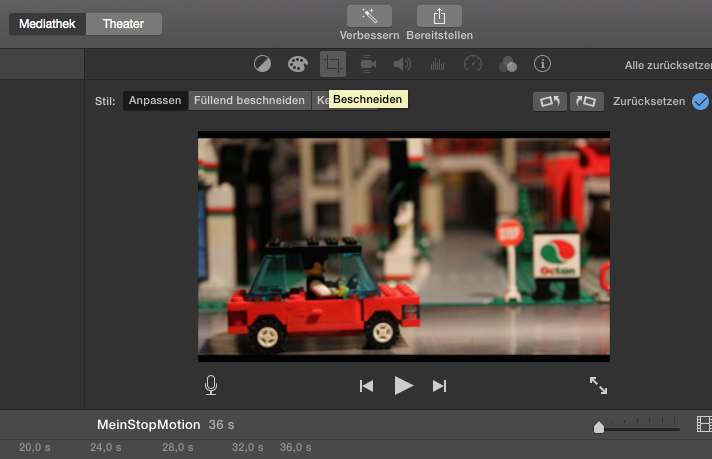 Mediathek Theater
Verbessern Bereitstellen
Alle zurücksetzen
Stil: Anpassen Füllend beschneiden Ke Beschneiden Zurücksetzen
STOP
Octan
MeinStopMotion 36 s
20,0 s 24,0 s 28,0 s 32,0 s 36,0 s